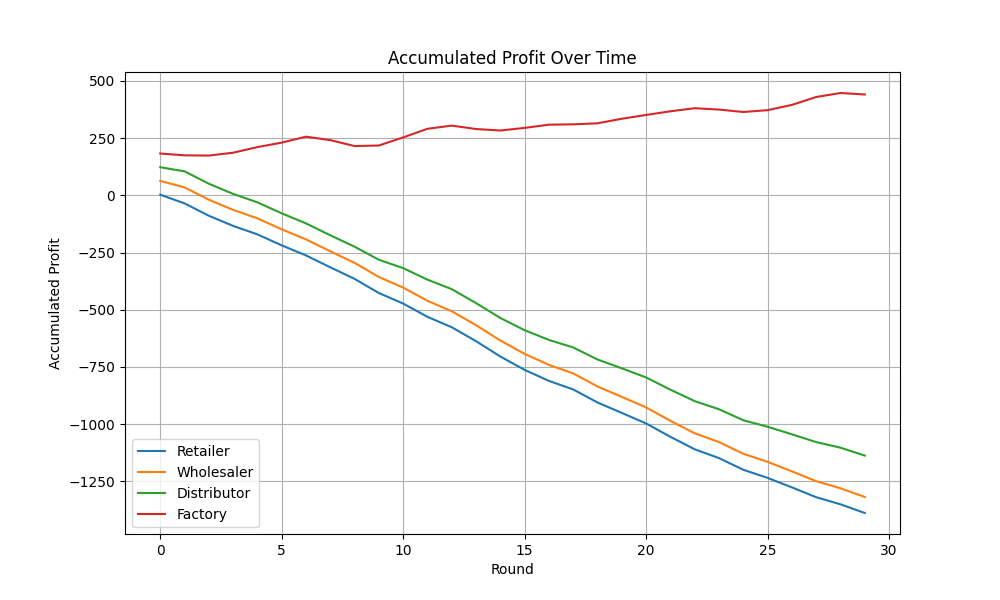 Accumulated Profit Over Time
Accumulated Profit
500
250
0
−250
−500
−750
−1000
−1250
Retailer
Wholesaler
Distributor
Factory
0 5 10 15 20 25 30
Round